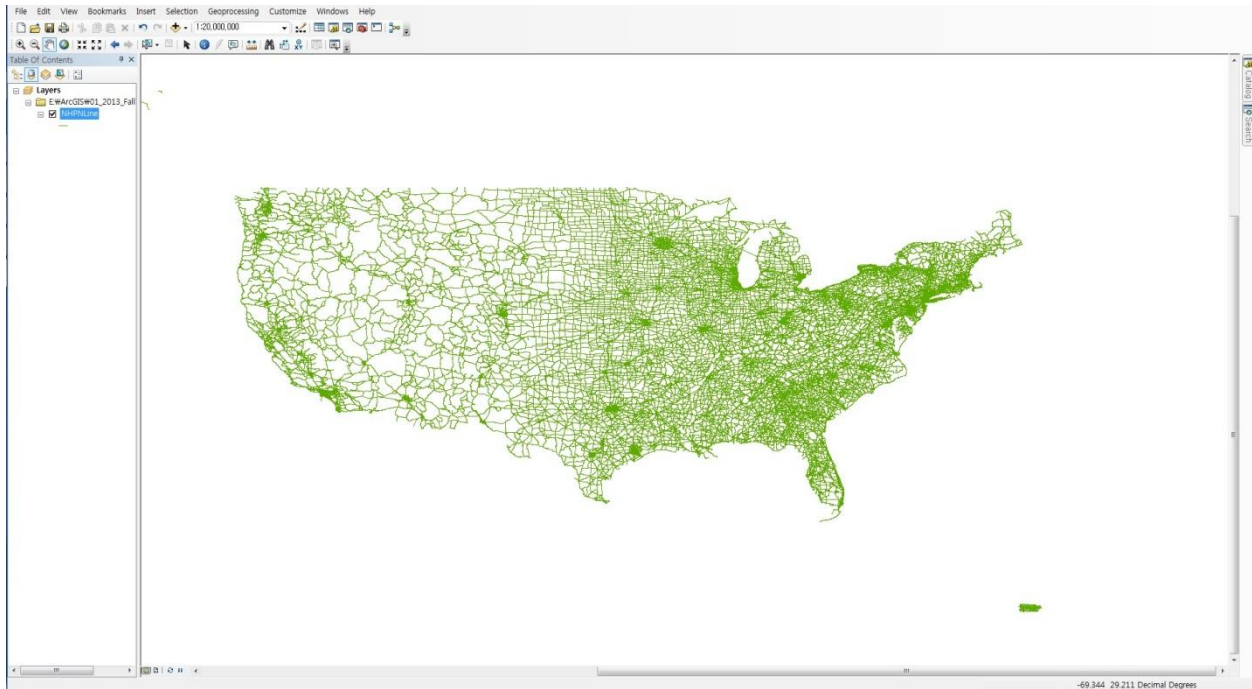 File Edit View Bookmarks Insert Selection Geoprocessing Customize Windows Help
1:20,000,000
Table Of Contents
Layers
E:₩ArcGIS₩01_2013_Fall
NHPNLine
Catalog
Search
-69.344 29.211 Decimal Degrees